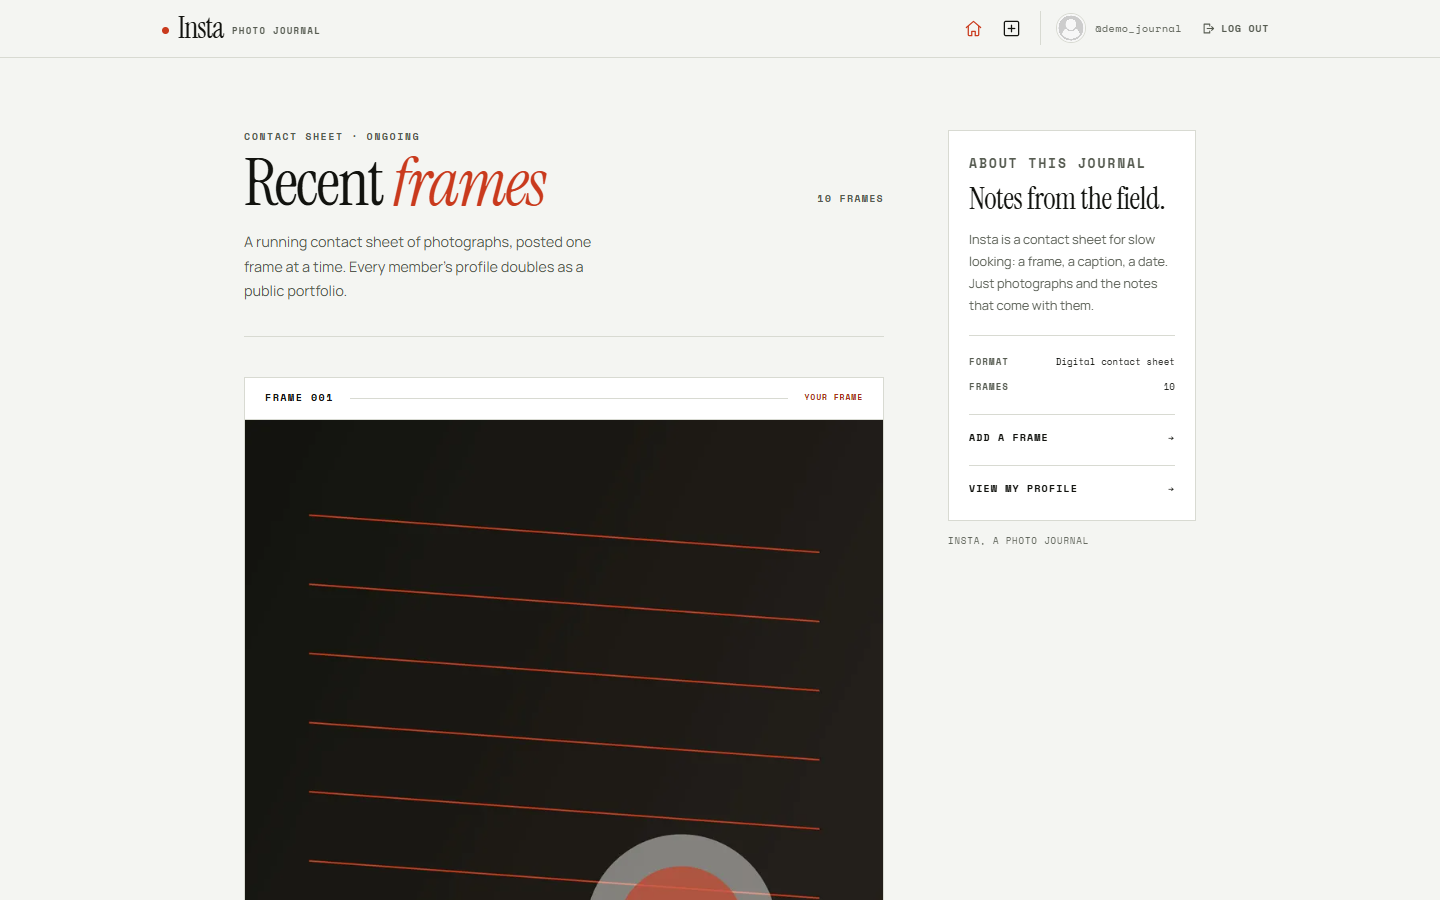 Insta PHOTO JOURNAL
@demo_journal
LOG OUT
CONTACT SHEET · ONGOING
Recent frames
10 FRAMES
A running contact sheet of photographs, posted one
frame at a time. Every member’s profile doubles as a
public portfolio.
FRAME 001
YOUR FRAME
ABOUT THIS JOURNAL
Notes from the field.
Insta is a contact sheet for slow
looking: a frame, a caption, a date.
Just photographs and the notes
that come with them.
FORMAT Digital contact sheet
FRAMES 10
ADD A FRAME →
VIEW MY PROFILE →
INSTA, A PHOTO JOURNAL